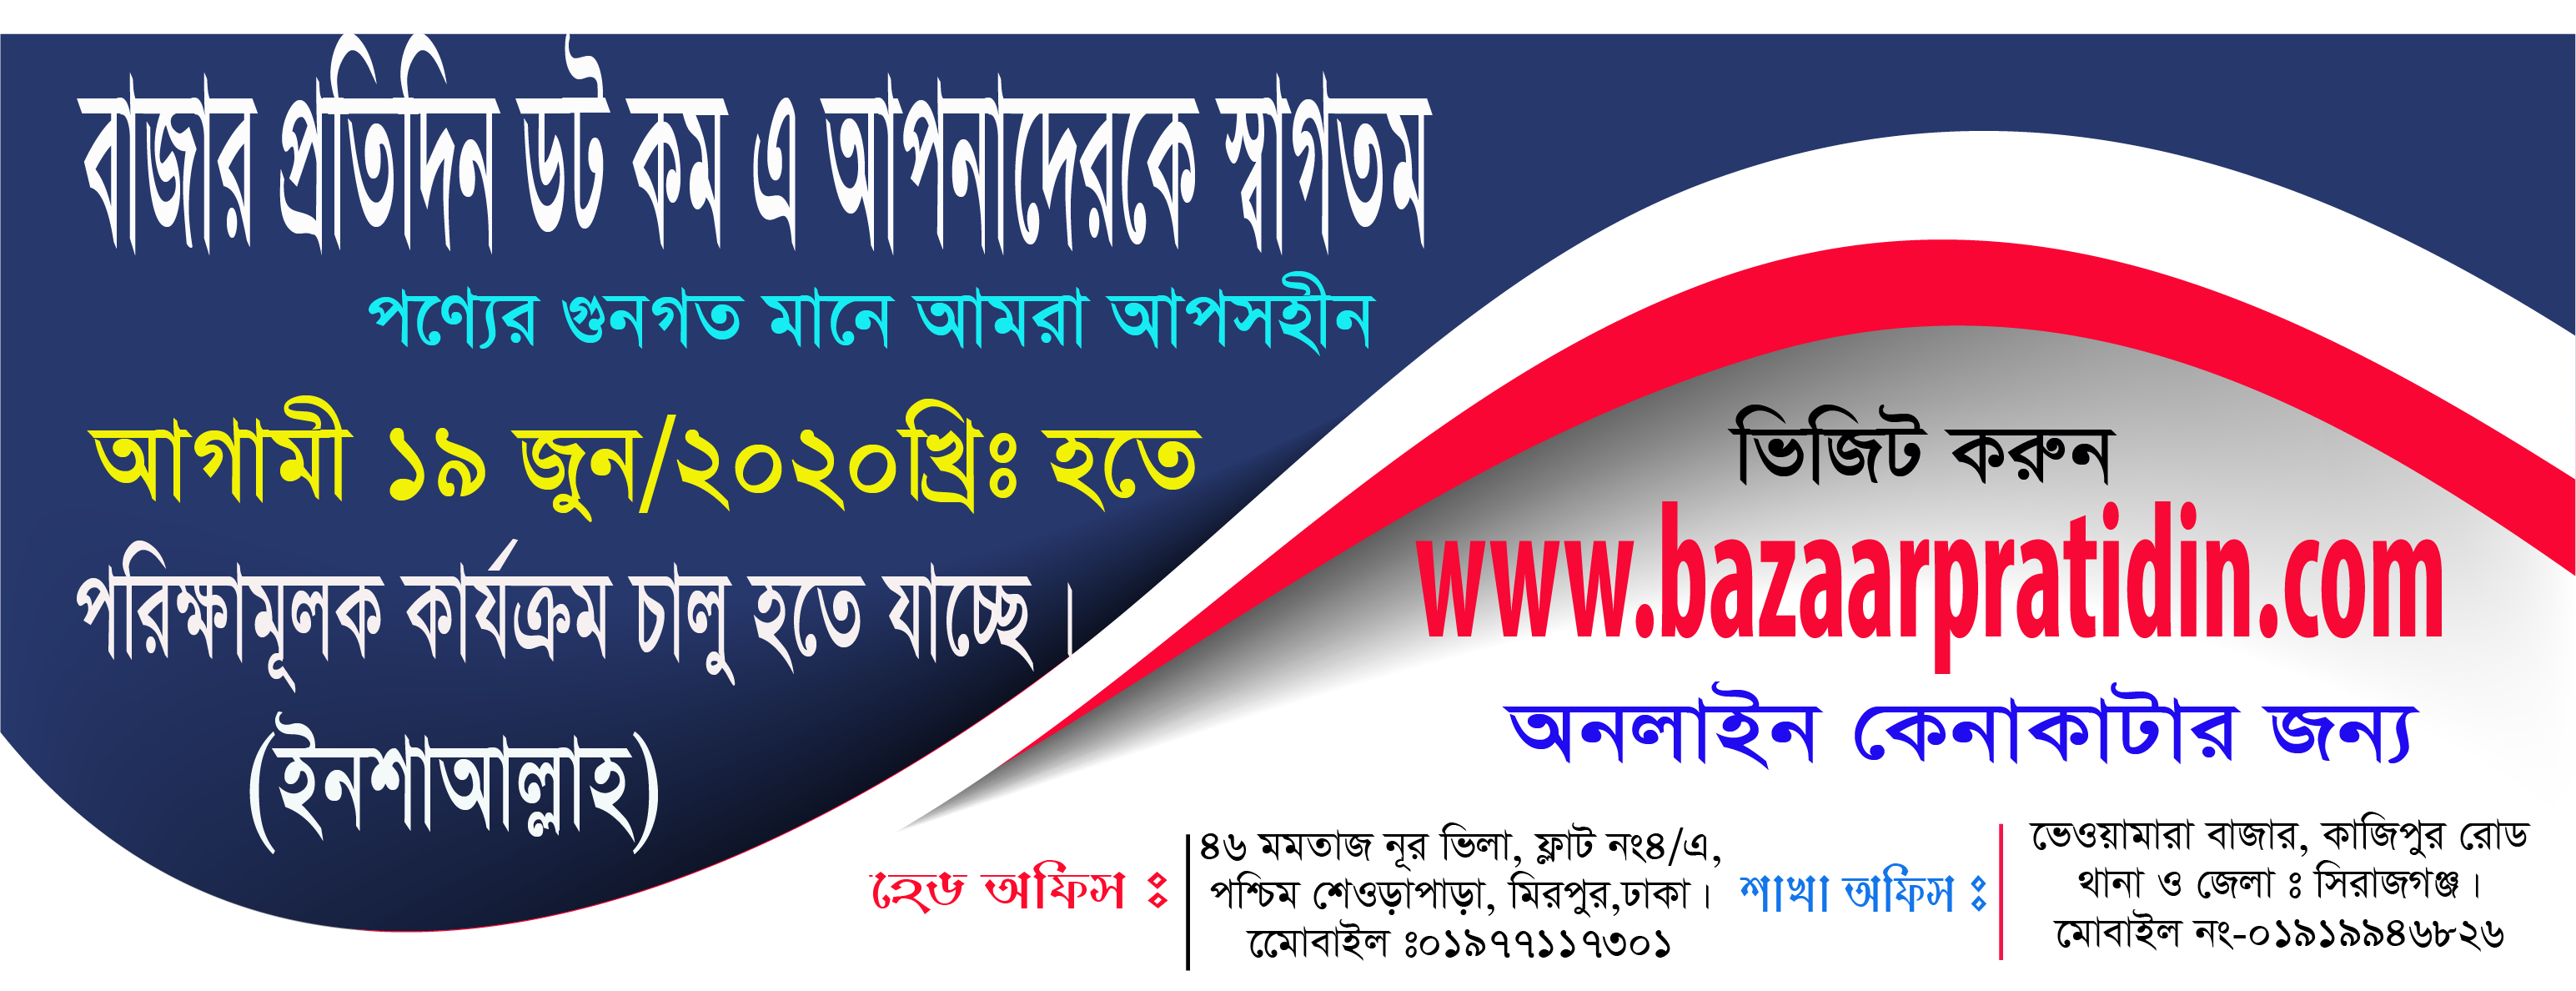 বাজার প্রতিদিন ডট কম এ আপনাদেরকে স্বাগতম
পণ্যের গুনগত মানে আমরা আপসহীন
আগামী ১৯ জুন/২০২০খ্রিঃ হতে
পরিক্ষামূলক কার্যক্রম চালু হতে যাচ্ছে।
(ইনশাআল্লাহ)
ভিজিট করুন
www.bazaarpratidin.com
অনলাইন কেনাকাটার জন্য
হেড অফিস ঃ
৪৬ মমতাজ নূর ভিলা, ফ্লাট নং৪/এ,
পশ্চিম শেওড়াপাড়া, মিরপুর,ঢাকা।
মোবাইল ঃ০১৯৭৭১১৭৩০১
শাখা অফিস ঃ
ভেওয়ামারা বাজার, কাজিপুর রোড
থানা ও জেলা ঃ সিরাজগঞ্জ।
মোবাইল নং-০১৯১৯৯৪৬৮২৬